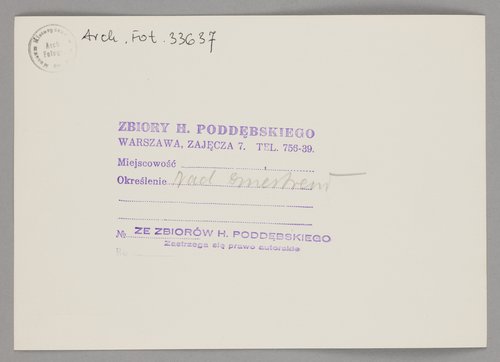 Arch. Fot. 33637
Arch
ZBIORY H. PODDĘBSKIEGO
WARSZAWA, ZAJĘCZA 7. TEL. 756-39.
Miejscowość
Określenie Nad
№ ZE ZBIORÓW H. PODDĘBSKIEGO
Zastrzega się prawo autorskie